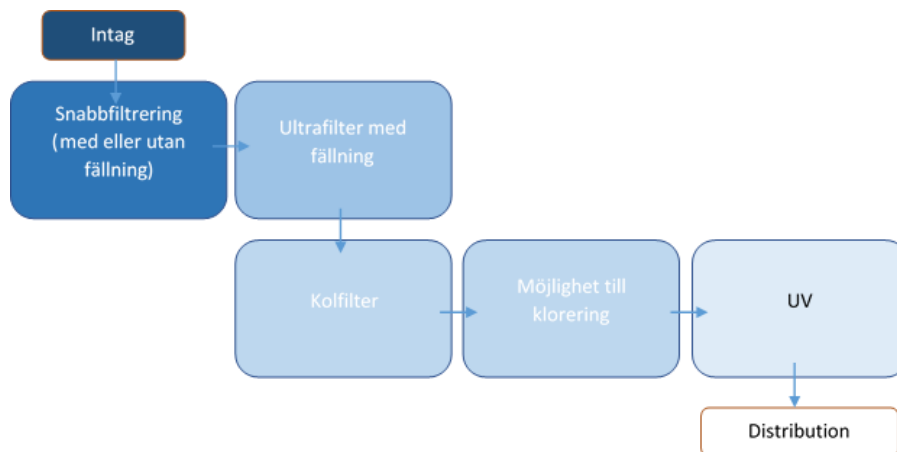 Intag
Snabbfiltrering
(med eller utan
fällning)
Ultrafilter med
fällning
Kolfilter
Möjlighet till
klorering
UV
Distribution